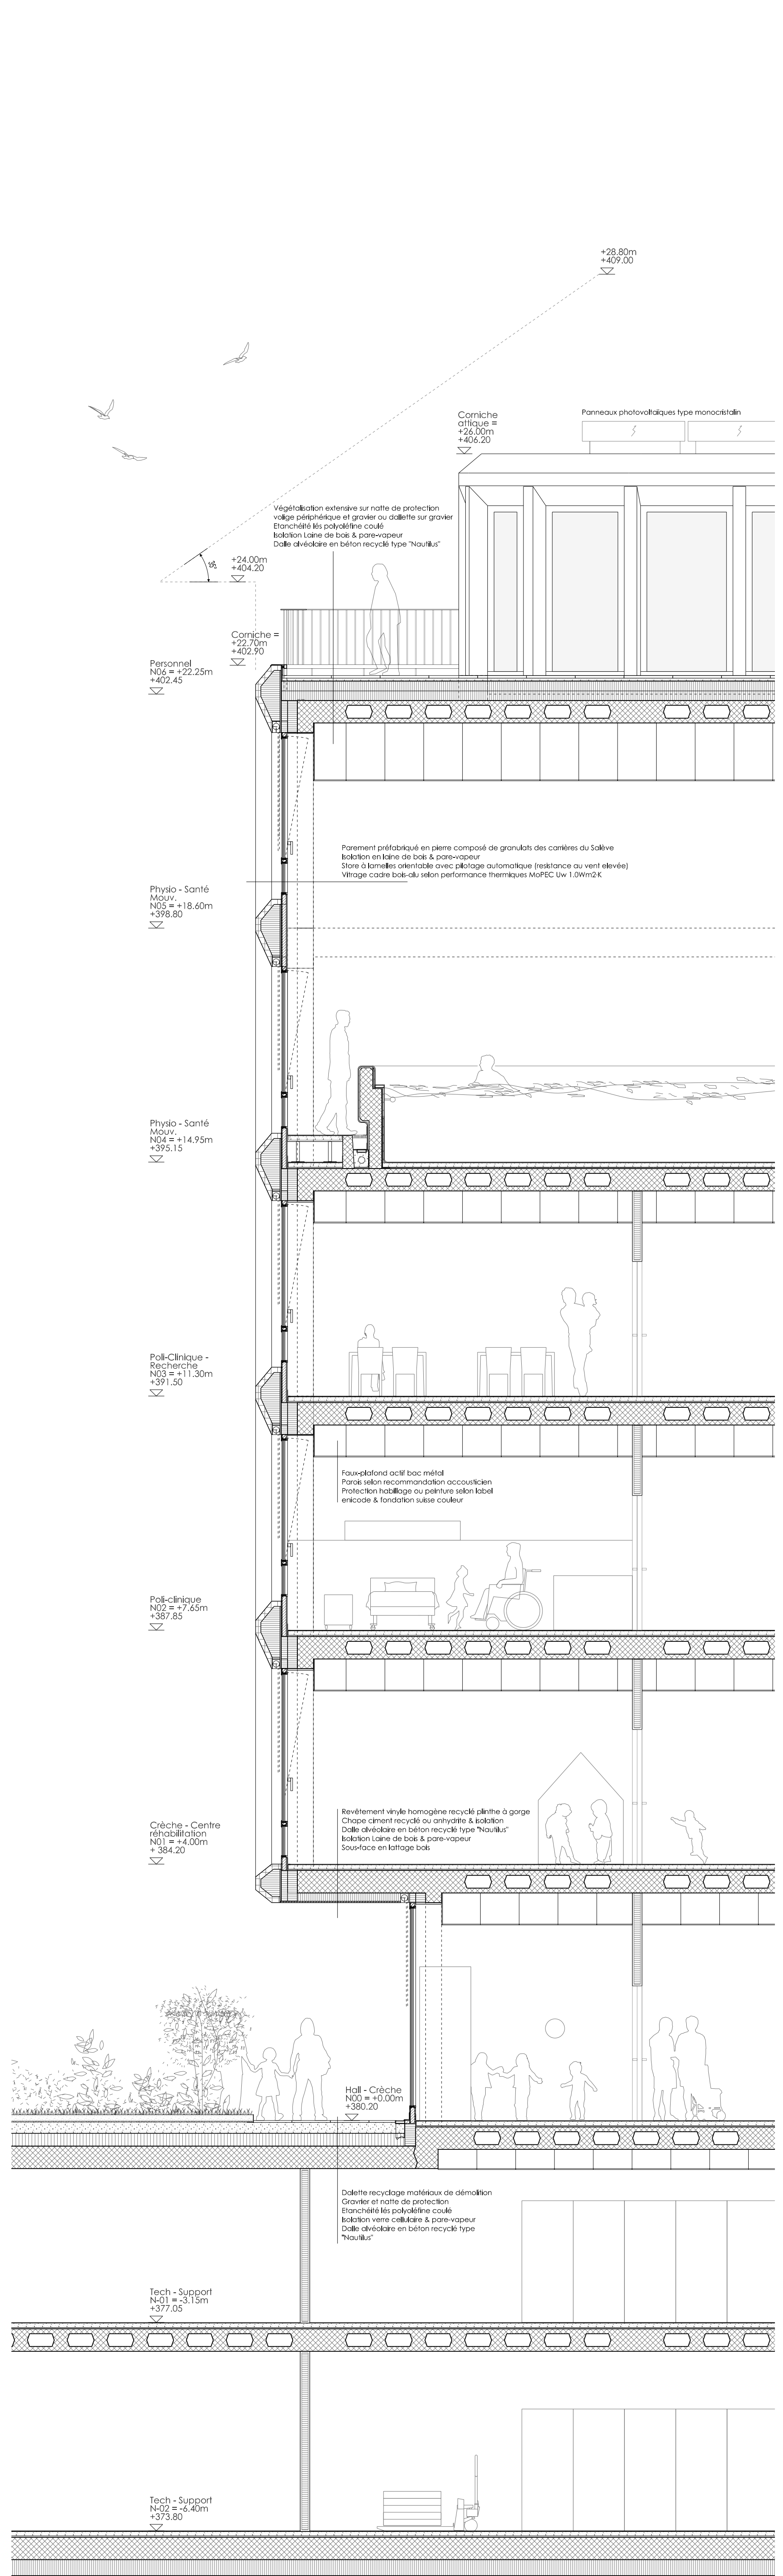 +28.80m
+409.00
Corniche
attique =
+26.00m
+406.20
Panneaux photovoltaïques type monocristallin
Végétalisation extensive sur natte de protection
volige périphérique et gravier ou dallette sur gravier
Etanchéité lés polyoléfine coulé
Isolation Laine de bois & pare-vapeur
Dalle alvéolaire en béton recyclé type "Nautilus"
35°
+24.00m
+404.20
Corniche =
+22.70m
+402.90
Personnel
N06 = +22.25m
+402.45
Parement préfabriqué en pierre composé de granulats des carrières du Salève
Isolation en laine de bois & pare-vapeur
Store à lamelles orientable avec pilotage automatique (resistance au vent elevée)
Vitrage cadre bois-alu selon performance thermiques MoPEC Uw 1.0Wm2·K
Physio - Santé
Mouv.
N05 = +18.60m
+398.80
Physio - Santé
Mouv.
N04 = +14.95m
+395.15
Poli-Clinique -
Recherche
N03 = +11.30m
+391.50
Faux-plafond actif bac métal
Parois selon recommandation accousticien
Protection habillage ou peinture selon label
enicode & fondation suisse couleur
Poli-clinique
N02 = +7.65m
+387.85
Revêtement vinyle homogène recyclé plinthe à gorge
Chape ciment recyclé ou anhydrite & isolation
Dalle alvéolaire en béton recyclé type "Nautilus"
Isolation Laine de bois & pare-vapeur
Sous-face en lattage bois
Crèche - Centre
réhabilitation
N01 = +4.00m
+ 384.20
Hall - Crèche
N00 = +0.00m
+380.20
Dalette recyclage matériaux de démolition
Gravrier et natte de protection
Etanchéité lés polyoléfine coulé
Isolation verre cellulaire & pare-vapeur
Dalle alvéolaire en béton recyclé type
"Nautilus"
Tech - Support
N-01 = -3.15m
+377.05
Tech - Support
N-02 = -6.40m
+373.80